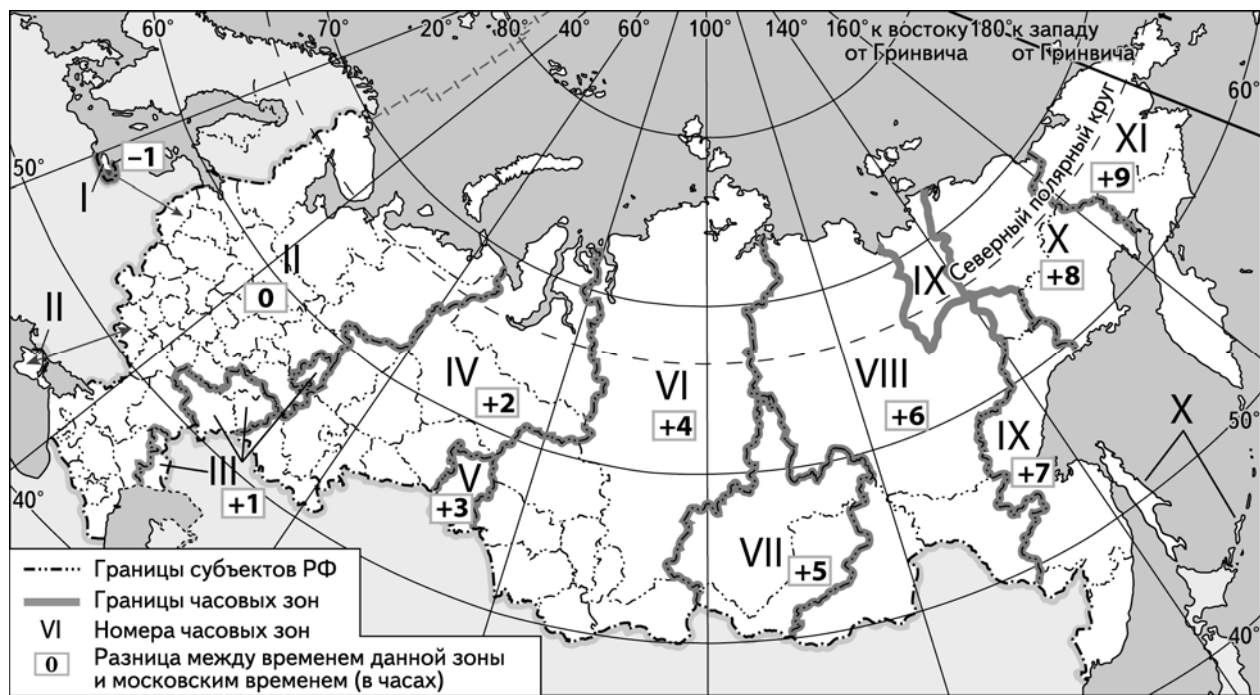 60° 70° 20° 40° 60° 80° 100° 120° 140° 160° к востоку 180° к западу
от Гринвича от Гринвича
60°
50°
–1
I
XI
+9
Северный полярный круг
II
X
+8
0
IX
II
IV
+2
VI
+4
VIII
+6
X
50°
IX
+7
V
+3
III
+1
40°
VII
+5
40°
Границы субъектов РФ
Границы часовых зон
VI Номера часовых зон
0 Разница между временем данной зоны
и московским временем (в часах)